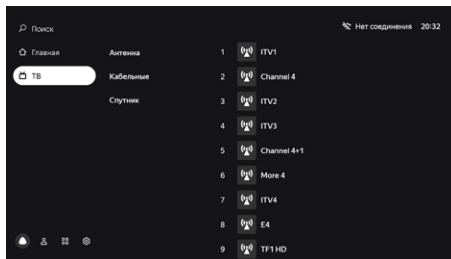 Поиск
Нет соединения 20:32
Главная
ТВ
Антенна
Кабельные
Спутник
1 ITV1
2 Channel 4
3 ITV2
4 ITV3
5 Channel 4+1
6 More 4
7 ITV4
8 E4
9 TF1 HD